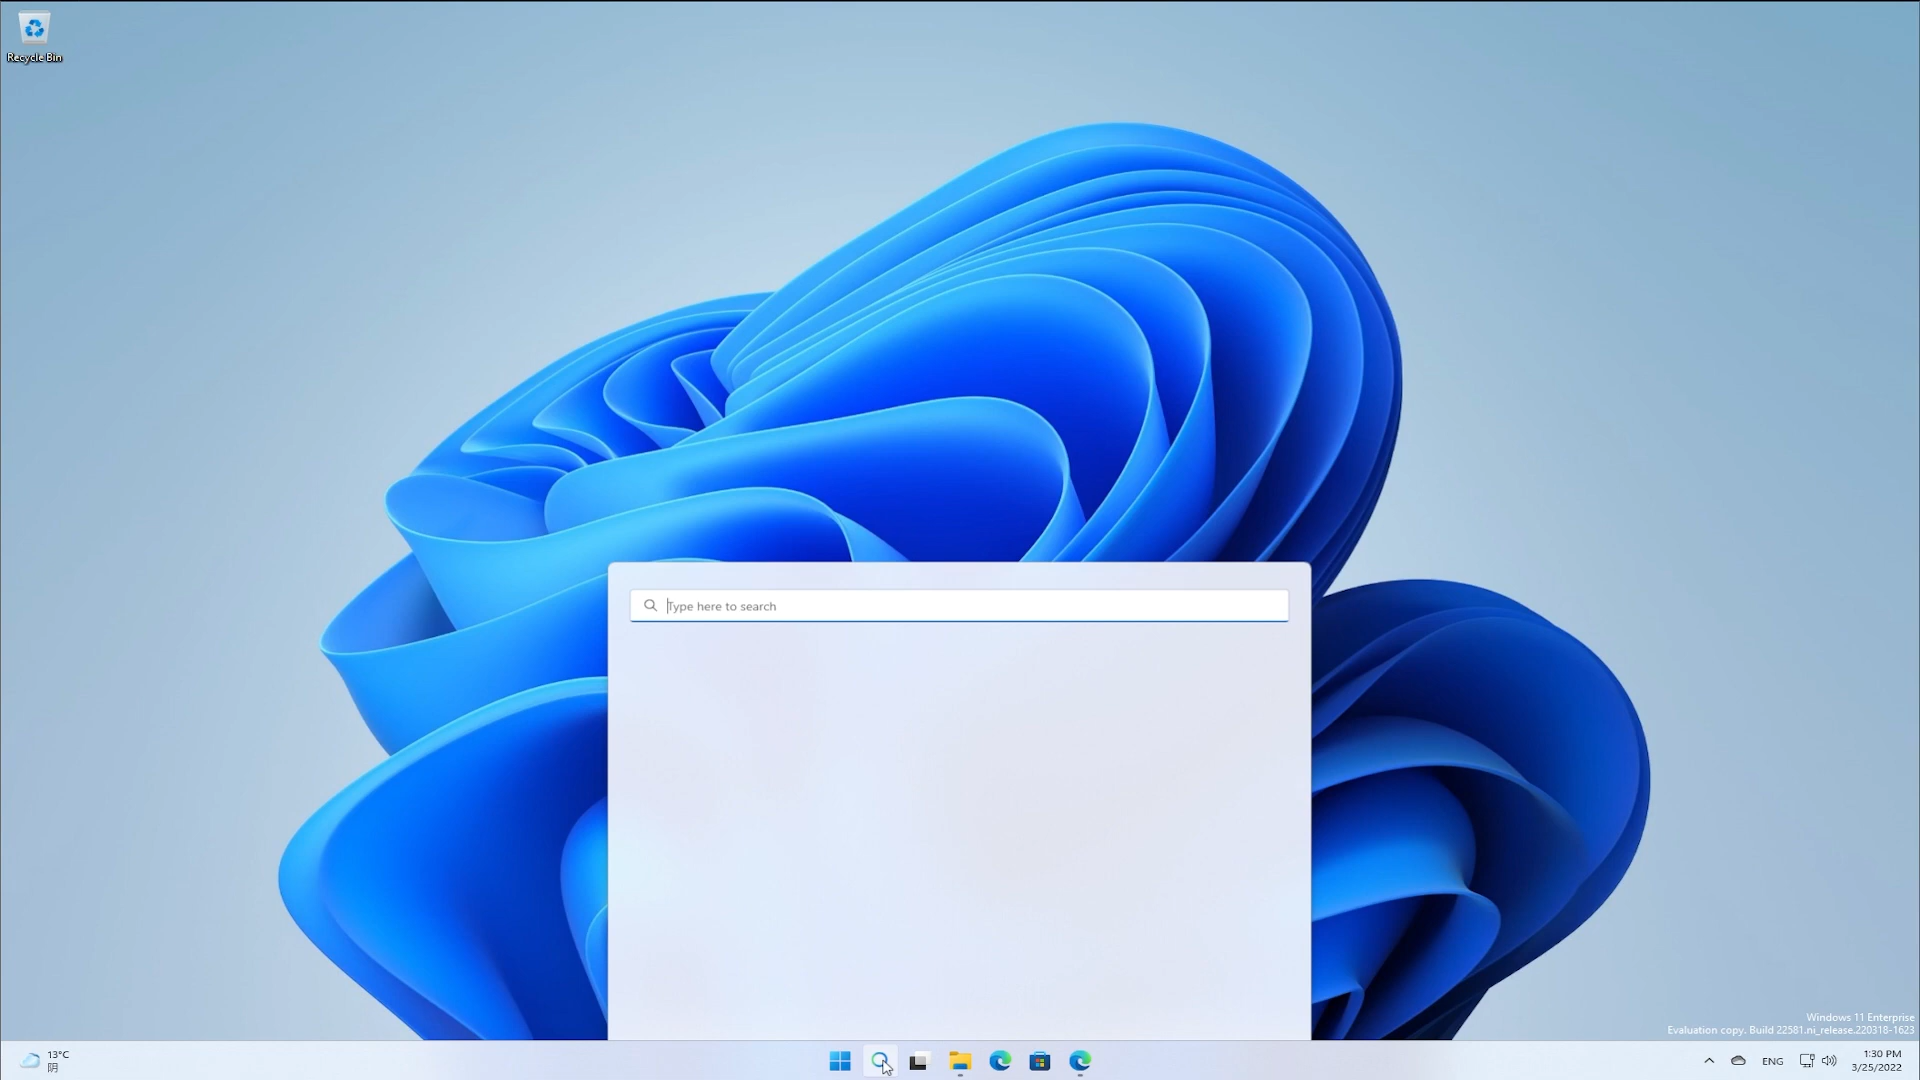 Recycle Bin
Type here to search
Windows 11 Enterprise
Evaluation copy. Build 22581.ni_release.220318-1623
13°C
阴
ENG
1:30 PM
3/25/2022